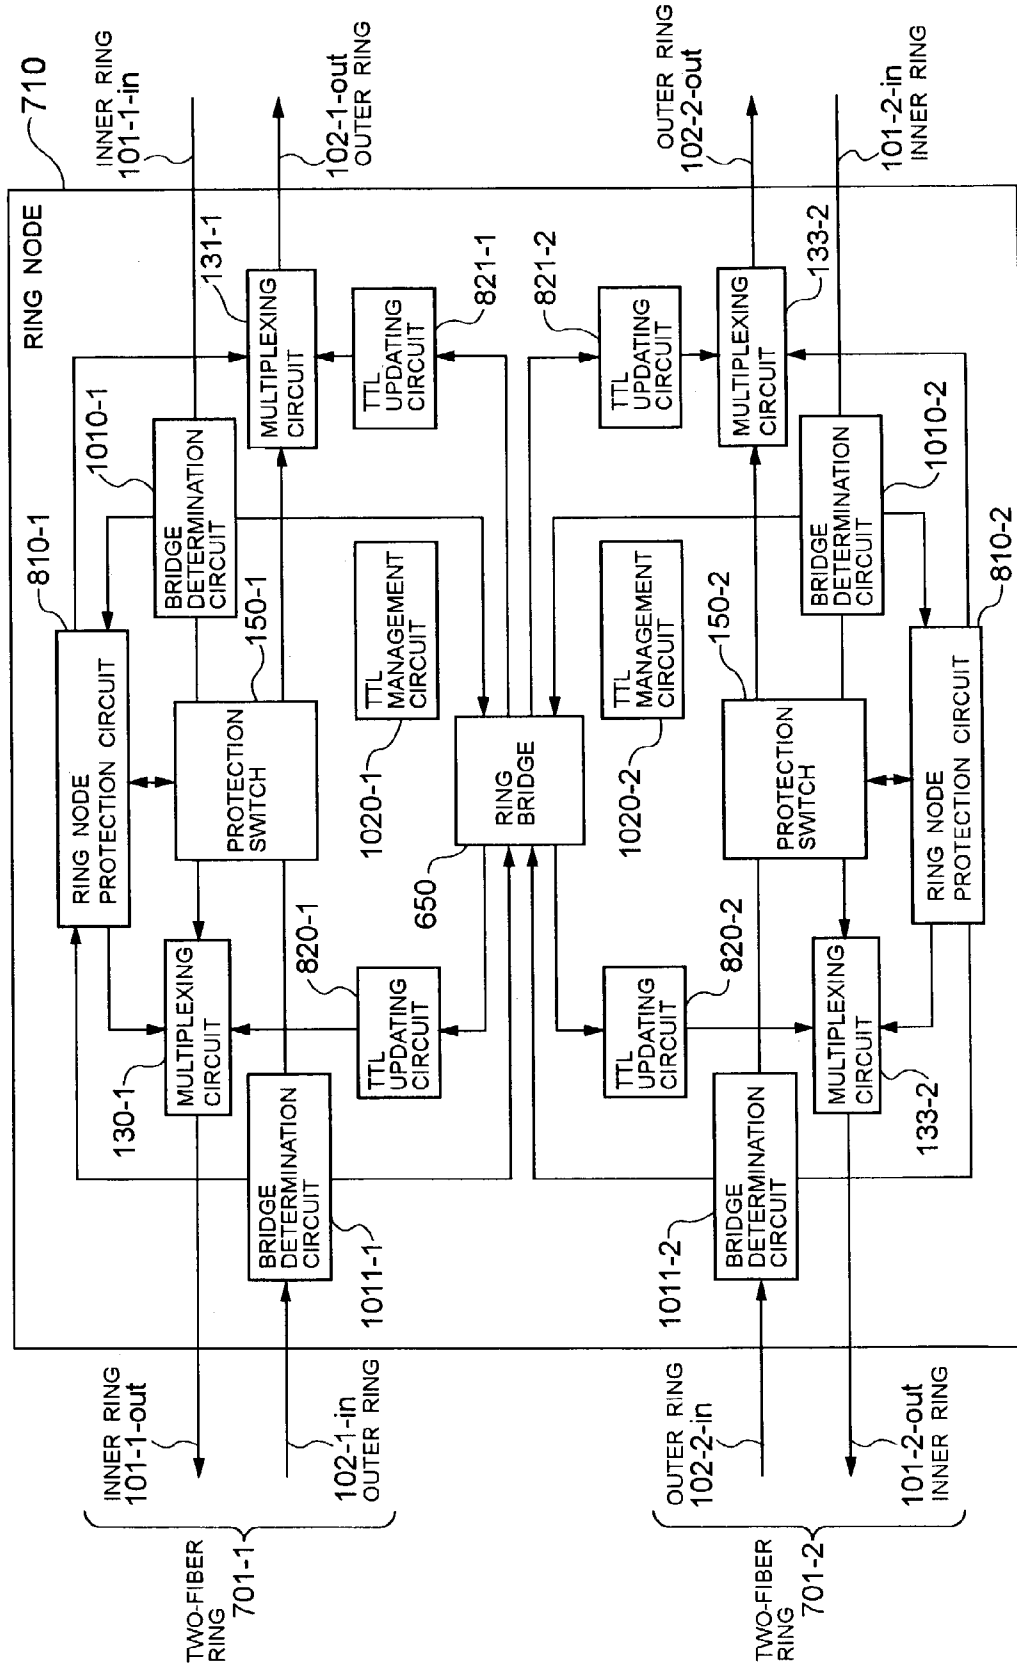 710
RING NODE
INNER RING
101-1-in
102-1-out
OUTER RING
OUTER RING
102-2-out
101-2-in
INNER RING
131-1
MULTIPLEXING
CIRCUIT
TTL
UPDATING
CIRCUIT
821-1
821-2
TTL
UPDATING
CIRCUIT
MULTIPLEXING
CIRCUIT
133-2
1010-1
BRIDGE
DETERMINATION
CIRCUIT
BRIDGE
DETERMINATION
CIRCUIT
1010-2
810-1
RING NODE
PROTECTION CIRCUIT
PROTECTION
SWITCH
150-1
TTL
MANAGEMENT
CIRCUIT
1020-1
RING
BRIDGE
650
TTL
MANAGEMENT
CIRCUIT
1020-2
PROTECTION
SWITCH
150-2
RING NODE
PROTECTION CIRCUIT
810-2
130-1
MULTIPLEXING
CIRCUIT
TTL
UPDATING
CIRCUIT
820-1
TTL
UPDATING
CIRCUIT
820-2
MULTIPLEXING
CIRCUIT
133-2
BRIDGE
DETERMINATION
CIRCUIT
1011-1
BRIDGE
DETERMINATION
CIRCUIT
1011-2
INNER RING
101-1-out
102-1-in
OUTER RING
OUTER RING
102-2-in
101-2-out
INNER RING
TWO-FIBER
RING
701-1
TWO-FIBER
RING
701-2